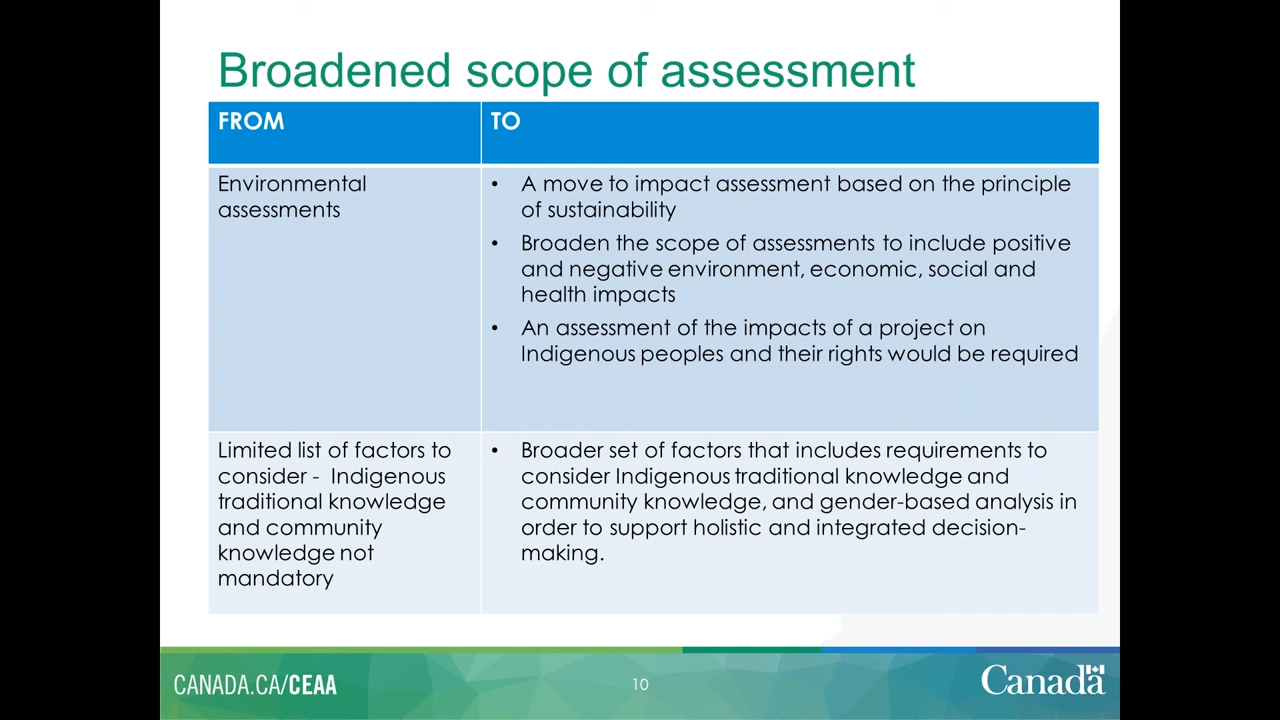 Broadened scope of assessment
FROM
TO
Environmental
assessments
• A move to impact assessment based on the principle
of sustainability
• Broaden the scope of assessments to include positive
and negative environment, economic, social and
health impacts
• An assessment of the impacts of a project on
Indigenous peoples and their rights would be required
Limited list of factors to
consider - Indigenous
traditional knowledge
and community
knowledge not
mandatory
• Broader set of factors that includes requirements to
consider Indigenous traditional knowledge and
community knowledge, and gender-based analysis in
order to support holistic and integrated decision-
making.
CANADA.CA/CEAA
10
Canada